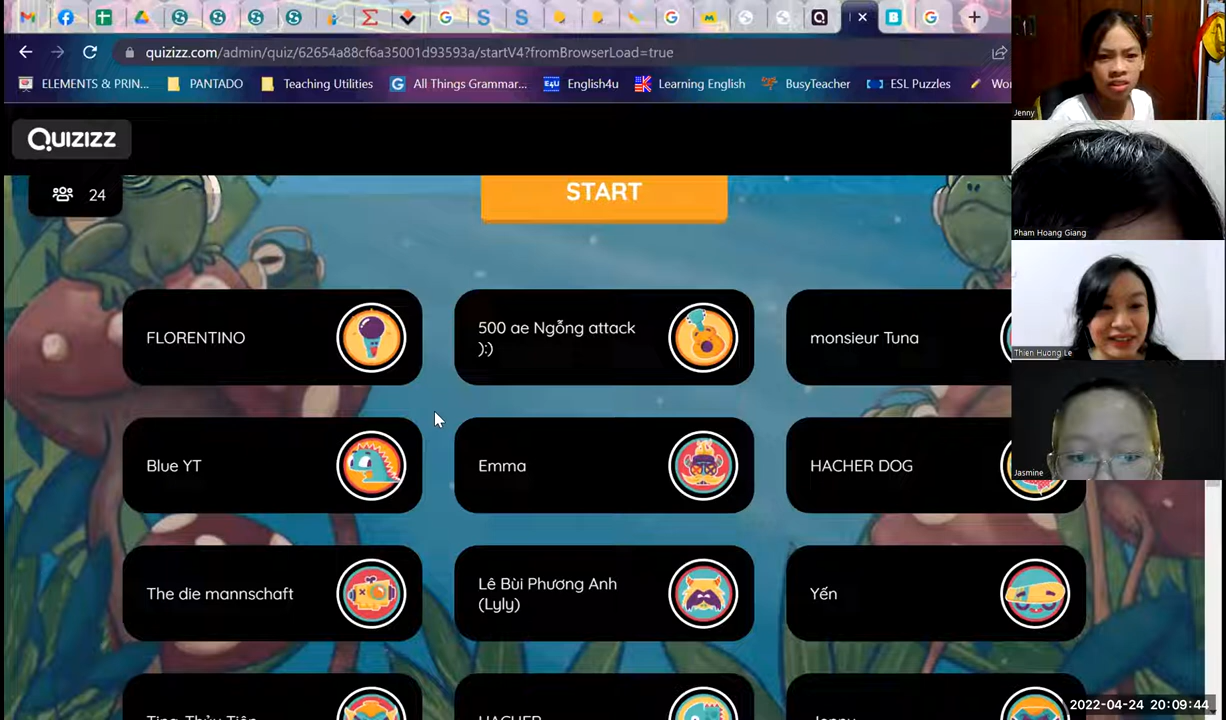 quizizz.com/admin/quiz/62654a88cf6a35001d93593a/startV4?fromBrowserLoad=true
ELEMENTS & PRIN...
PANTADO
Teaching Utilities
All Things Grammar...
English4u
Learning English
BusyTeacher
ESL Puzzles
Wor
Jenny
Quizizz
24
START
Pham Hoang Giang
FLORENTINO
500 ae Ngỗng attack
):)
monsieur Tuna
Thien Huong Le
Blue YT
Emma
HACHER DOG
Jasmine
The die mannschaft
Lê Bùi Phương Anh
(Lyly)
Yến
HACHER
Jenny
2022-04-24 20:09:44